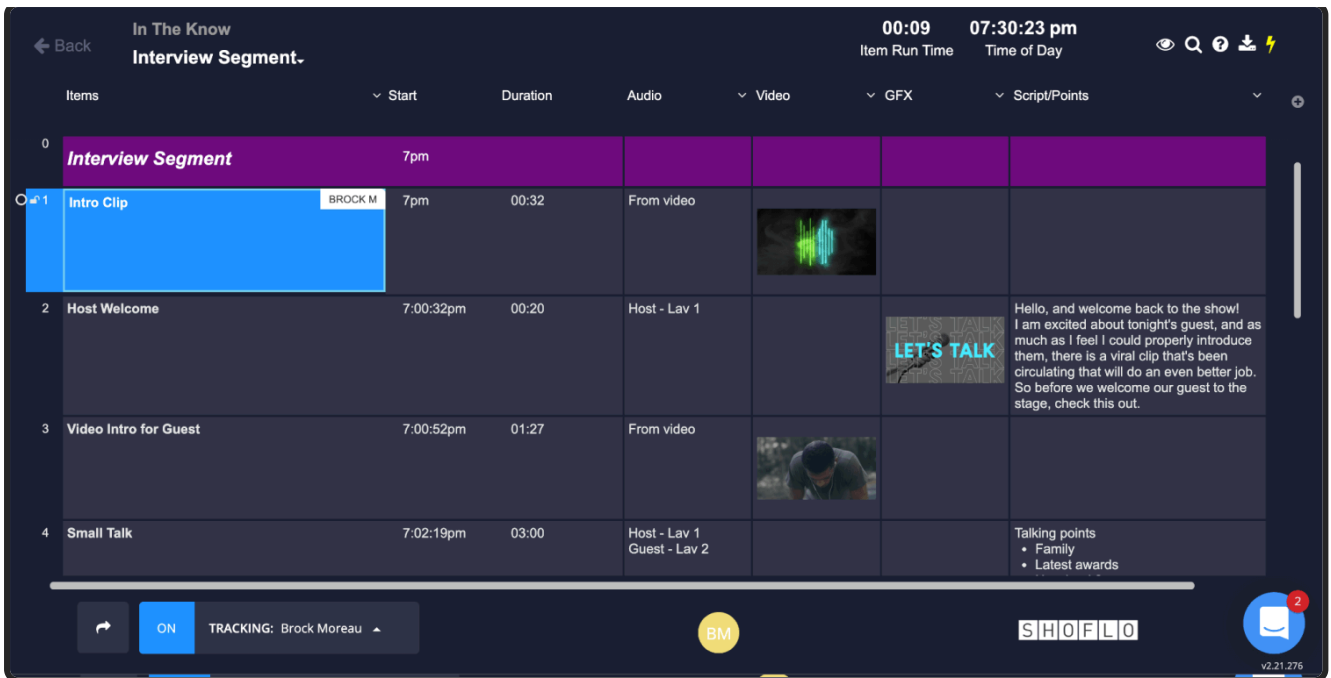 In The Know
00:09 07:30:23 pm
Back
Interview Segment
Item Run Time Time of Day
Items Start Duration Audio Video GFX Script/Points
0
Interview Segment 7pm
1 Intro Clip BROCK M 7pm 00:32 From video
2 Host Welcome 7:00:32pm 00:20 Host - Lav 1
LET'S TALK
Hello, and welcome back to the show!
I am excited about tonight's guest, and as
much as I feel I could properly introduce
them, there is a viral clip that's been
circulating that will do an even better job.
So before we welcome our guest to the
stage, check this out.
3 Video Intro for Guest 7:00:52pm 01:27 From video
4 Small Talk 7:02:19pm 03:00 Host - Lav 1
Guest - Lav 2
Talking points
• Family
• Latest awards
ON TRACKING: Brock Moreau
BM
SHOFLO
2
v2.21.276